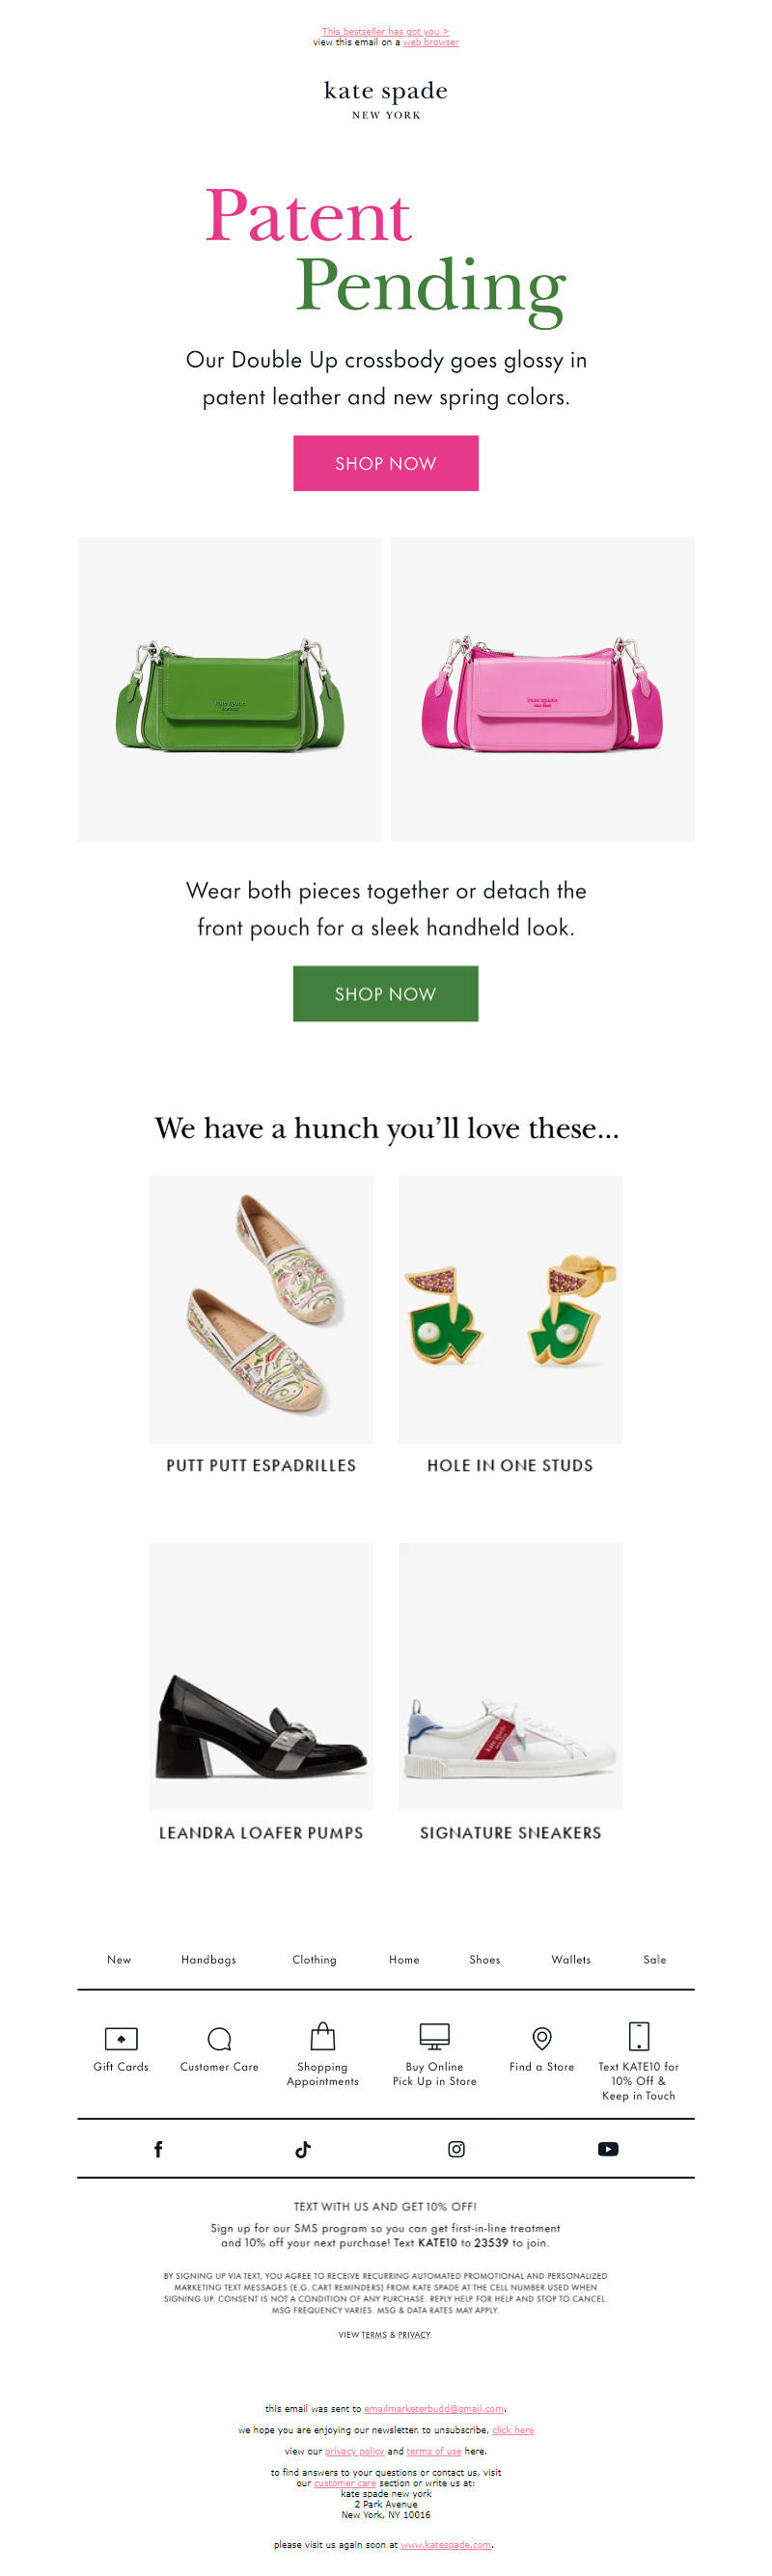 This bestseller has got you >
view this email on a web browser
kate spade
NEW YORK
Patent
Pending
Our Double Up crossbody goes glossy in
patent leather and new spring colors.
SHOP NOW
kate spade
NEW YORK
kate spade
NEW YORK
Wear both pieces together or detach the
front pouch for a sleek handheld look.
SHOP NOW
We have a hunch you'll love these...
PUTT PUTT ESPADRILLES
HOLE IN ONE STUDS
kate spade
LEANDRA LOAFER PUMPS
SIGNATURE SNEAKERS
New Handbags Clothing Home Shoes Wallets Sale
Gift Cards
Customer Care
Shopping
Appointments
Buy Online
Pick Up in Store
Find a Store
Text KATE10 for
10% Off &
Keep in Touch
TEXT WITH US AND GET 10% OFF!
Sign up for our SMS program so you can get first-in-line treatment
and 10% off your next purchase! Text KATE10 to 23539 to join.
BY SIGNING UP VIA TEXT, YOU AGREE TO RECEIVE RECURRING AUTOMATED PROMOTIONAL AND PERSONALIZED
MARKETING TEXT MESSAGES (E.G. CART REMINDERS) FROM KATE SPADE AT THE CELL NUMBER USED WHEN
SIGNING UP. CONSENT IS NOT A CONDITION OF ANY PURCHASE. REPLY HELP FOR HELP AND STOP TO CANCEL.
MSG FREQUENCY VARIES. MSG & DATA RATES MAY APPLY.
VIEW TERMS & PRIVACY.
this email was sent to emailmarketerbudd@gmail.com.
we hope you are enjoying our newsletter. to unsubscribe, click here
view our privacy policy and terms of use here.
to find answers to your questions or contact us, visit
our customer care section or write us at:
kate spade new york
2 Park Avenue
New York, NY 10016
please visit us again soon at www.katespade.com.